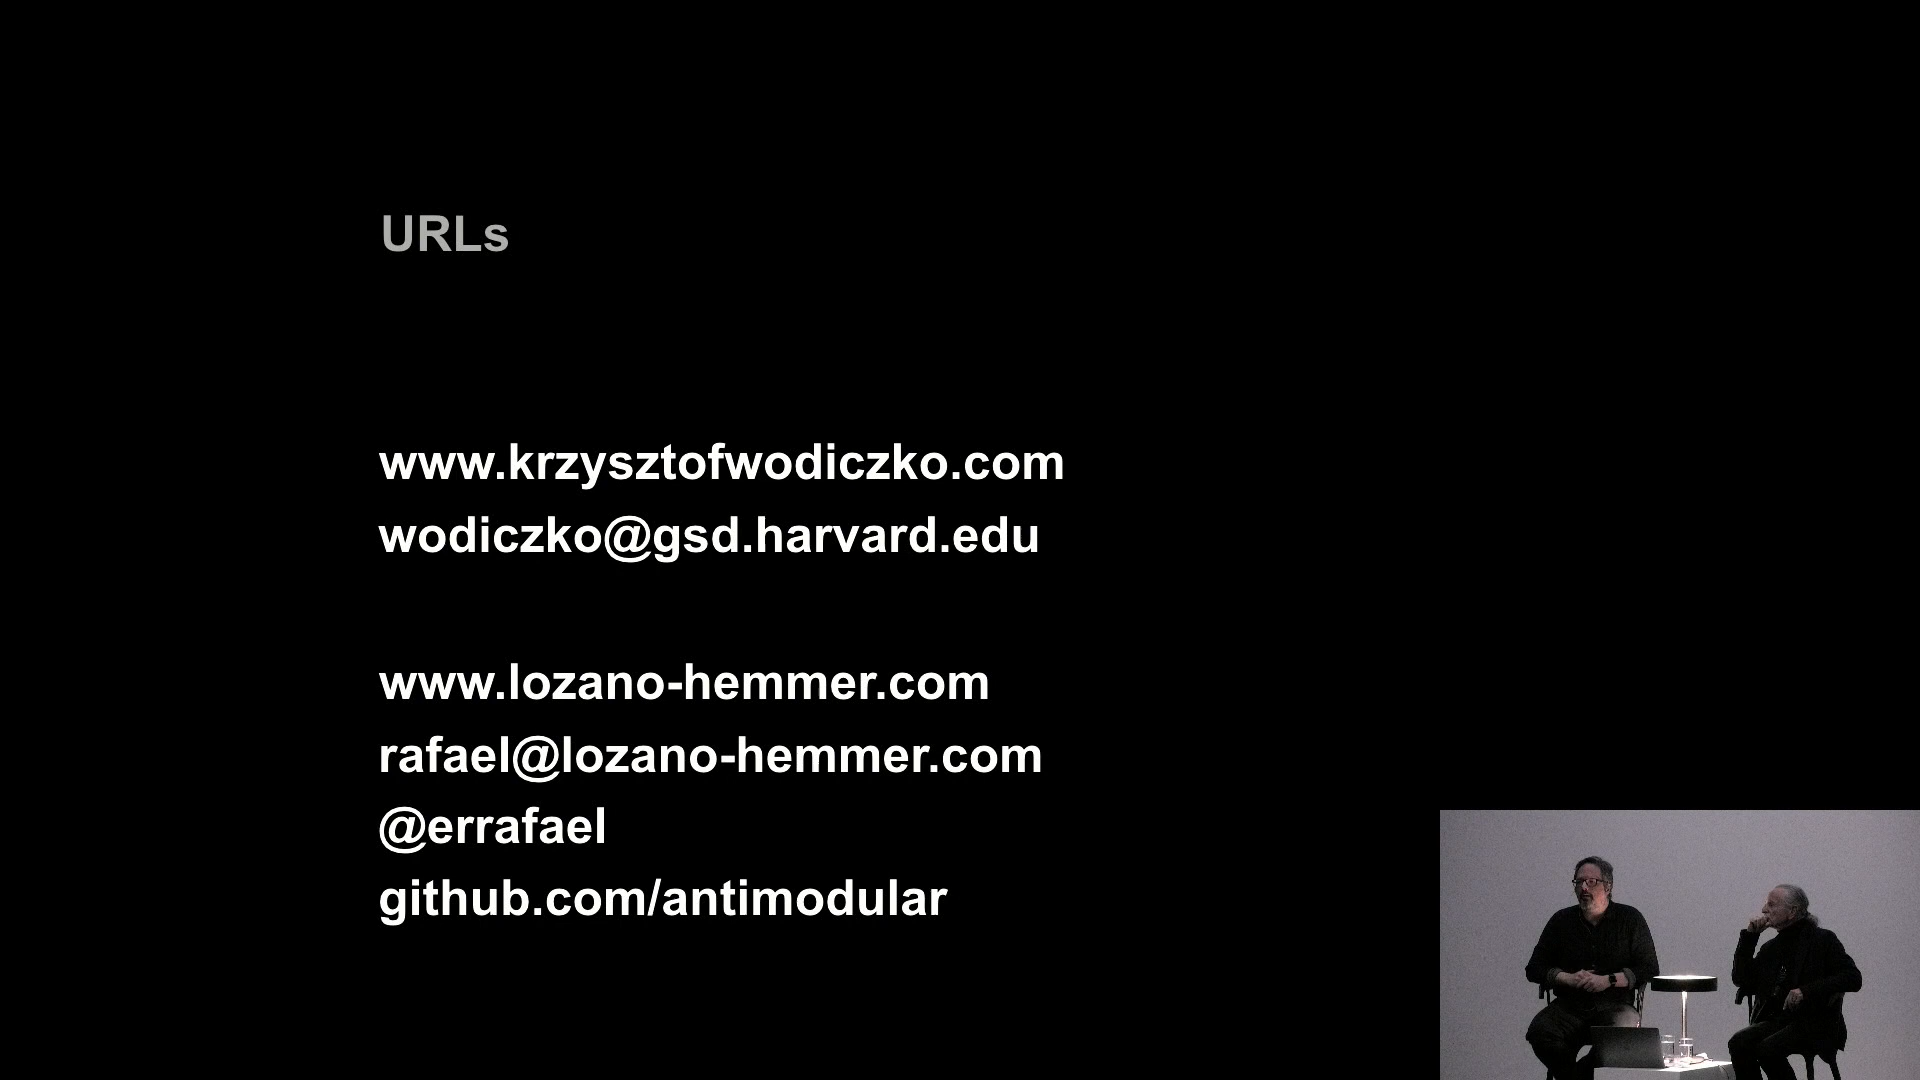 URLs
www.krzysztofwodiczko.com
wodiczko@gsd.harvard.edu
www.lozano-hemmer.com
rafael@lozano-hemmer.com
@errafael
github.com/antimodular